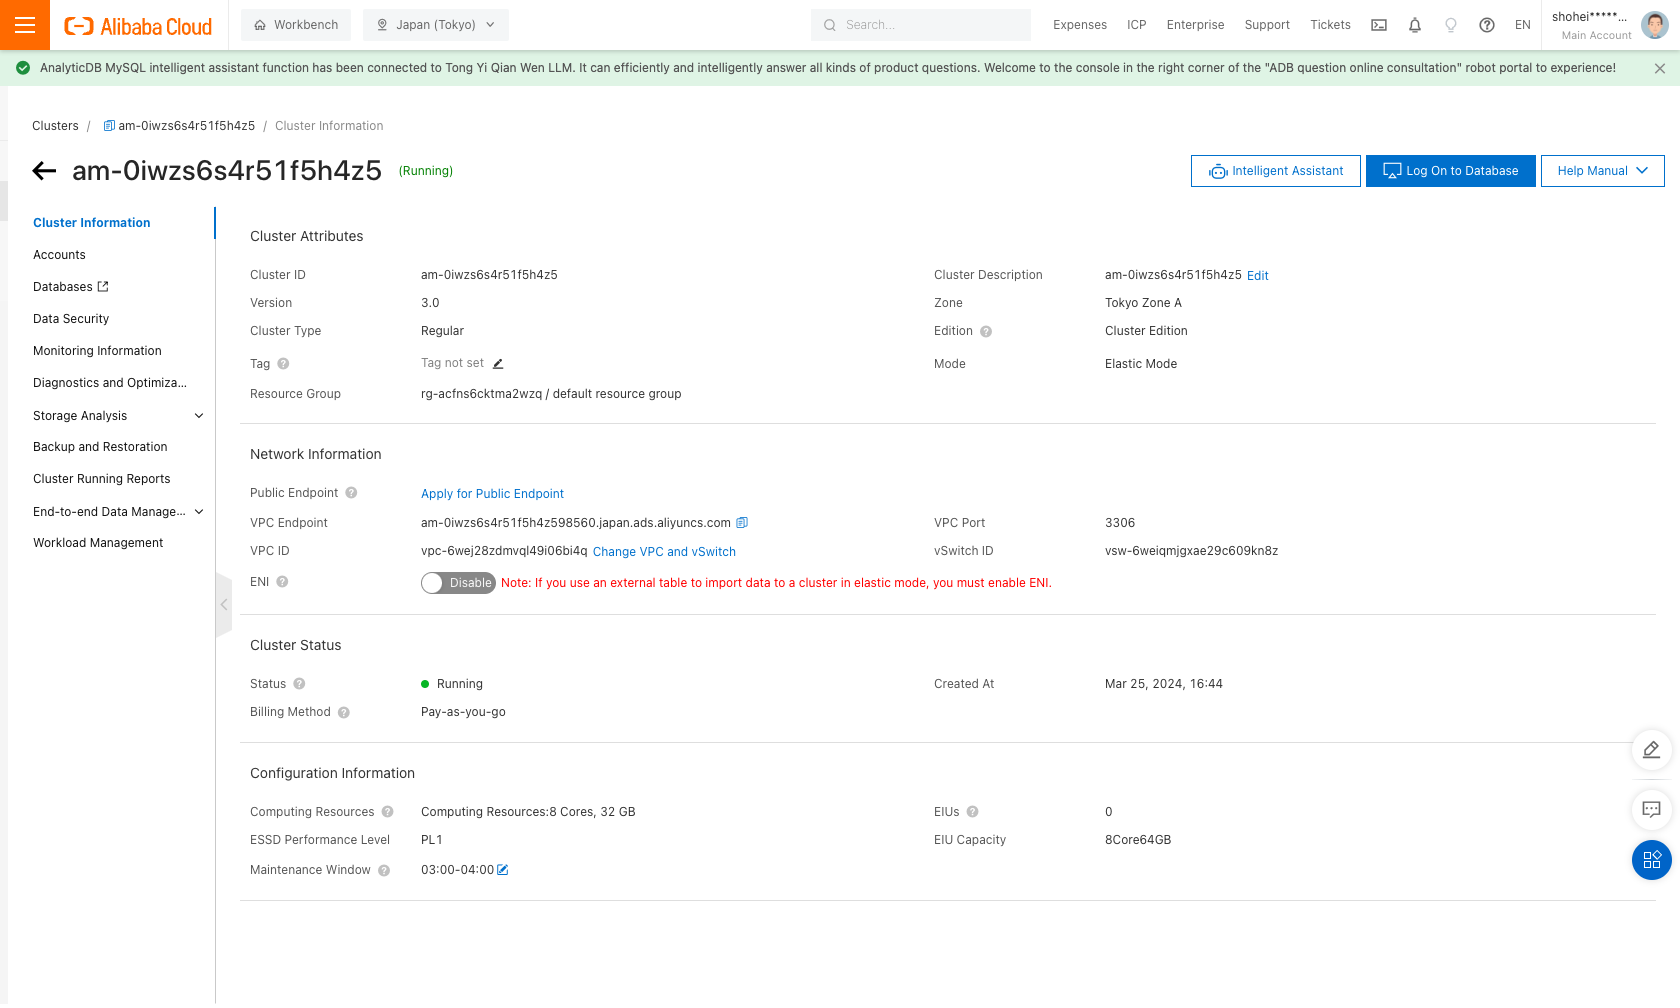 Alibaba Cloud
Workbench
Japan (Tokyo)
Search...
Expenses
ICP
Enterprise
Support
Tickets
EN
shohei*****...
Main Account
AnalyticDB MySQL intelligent assistant function has been connected to Tong Yi Qian Wen LLM. It can efficiently and intelligently answer all kinds of product questions. Welcome to the console in the right corner of the "ADB question online consultation" robot portal to experience!
Clusters / am-0iwzs6s4r51f5h4z5 / Cluster Information
am-0iwzs6s4r51f5h4z5 (Running)
Intelligent Assistant
Log On to Database
Help Manual
Cluster Information
Accounts
Databases
Data Security
Monitoring Information
Diagnostics and Optimiza...
Storage Analysis
Backup and Restoration
Cluster Running Reports
End-to-end Data Manage...
Workload Management
Cluster Attributes
Cluster ID am-0iwzs6s4r51f5h4z5 Cluster Description am-0iwzs6s4r51f5h4z5 Edit
Version 3.0 Zone Tokyo Zone A
Cluster Type Regular Edition Cluster Edition
Tag Tag not set Mode Elastic Mode
Resource Group rg-acfns6cktma2wzq / default resource group
Network Information
Public Endpoint Apply for Public Endpoint
VPC Endpoint am-0iwzs6s4r51f5h4z598560.japan.ads.aliyuncs.com VPC Port 3306
VPC ID vpc-6wej28zdmvql49i06bi4q Change VPC and vSwitch vSwitch ID vsw-6weiqmjgxae29c609kn8z
ENI Disable Note: If you use an external table to import data to a cluster in elastic mode, you must enable ENI.
Cluster Status
Status Running Created At Mar 25, 2024, 16:44
Billing Method Pay-as-you-go
Configuration Information
Computing Resources Computing Resources:8 Cores, 32 GB EIUs 0
ESSD Performance Level PL1 EIU Capacity 8Core64GB
Maintenance Window 03:00-04:00